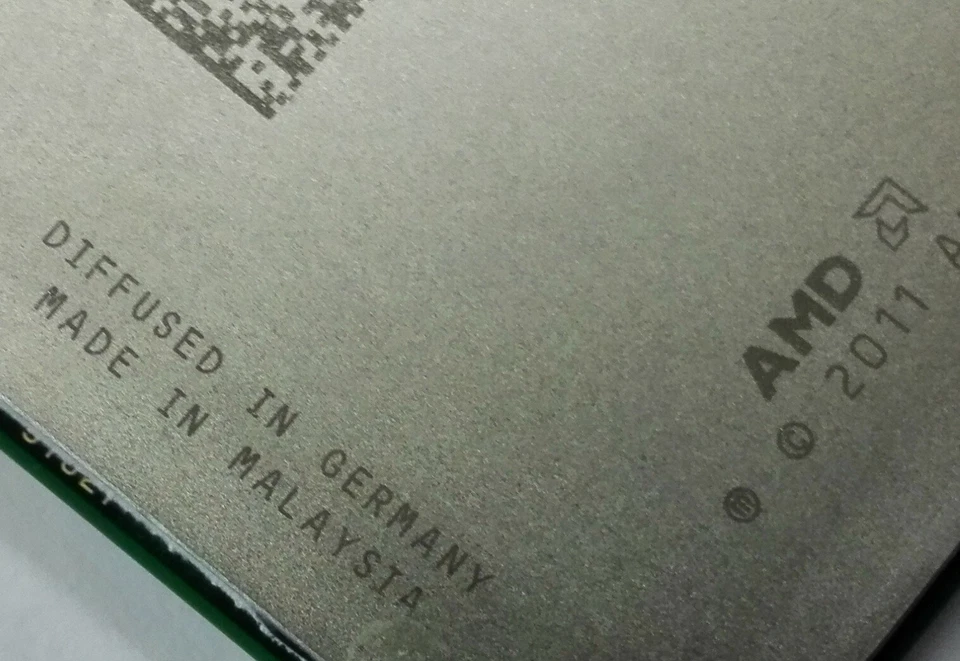 DIFFUSED IN GERMANY
MADE IN MALAYSIA
AMD
© 2011 A